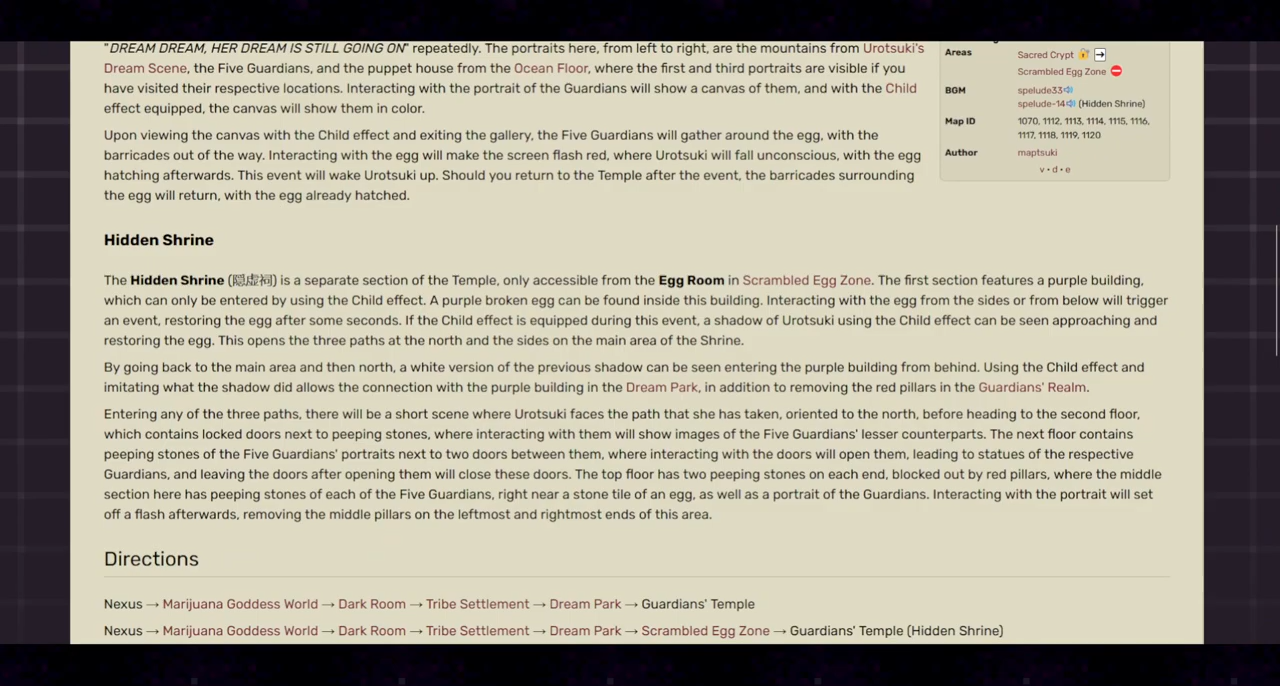 "DREAM DREAM, HER DREAM IS STILL GOING ON" repeatedly. The portraits here, from left to right, are the mountains from Urotsuki's
Dream Scene, the Five Guardians, and the puppet house from the Ocean Floor, where the first and third portraits are visible if you
have visited their respective locations. Interacting with the portrait of the Guardians will show a canvas of them, and with the Child
effect equipped, the canvas will show them in color.
Upon viewing the canvas with the Child effect and exiting the gallery, the Five Guardians will gather around the egg, with the
barricades out of the way. Interacting with the egg will make the screen flash red, where Urotsuki will fall unconscious, with the egg
hatching afterwards. This event will wake Urotsuki up. Should you return to the Temple after the event, the barricades surrounding
the egg will return, with the egg already hatched.
Areas
Sacred Crypt
Scrambled Egg Zone
BGM
spelude33
spelude-14 (Hidden Shrine)
Map ID
1070, 1112, 1113, 1114, 1115, 1116,
1117, 1118, 1119, 1120
Author
maptsuki
v • d • e
Hidden Shrine
The Hidden Shrine (隠虚祠) is a separate section of the Temple, only accessible from the Egg Room in Scrambled Egg Zone. The first section features a purple building,
which can only be entered by using the Child effect. A purple broken egg can be found inside this building. Interacting with the egg from the sides or from below will trigger
an event, restoring the egg after some seconds. If the Child effect is equipped during this event, a shadow of Urotsuki using the Child effect can be seen approaching and
restoring the egg. This opens the three paths at the north and the sides on the main area of the Shrine.
By going back to the main area and then north, a white version of the previous shadow can be seen entering the purple building from behind. Using the Child effect and
imitating what the shadow did allows the connection with the purple building in the Dream Park, in addition to removing the red pillars in the Guardians' Realm.
Entering any of the three paths, there will be a short scene where Urotsuki faces the path that she has taken, oriented to the north, before heading to the second floor,
which contains locked doors next to peeping stones, where interacting with them will show images of the Five Guardians' lesser counterparts. The next floor contains
peeping stones of the Five Guardians' portraits next to two doors between them, where interacting with the doors will open them, leading to statues of the respective
Guardians, and leaving the doors after opening them will close these doors. The top floor has two peeping stones on each end, blocked out by red pillars, where the middle
section here has peeping stones of each of the Five Guardians, right near a stone tile of an egg, as well as a portrait of the Guardians. Interacting with the portrait will set
off a flash afterwards, removing the middle pillars on the leftmost and rightmost ends of this area.
Directions
Nexus → Marijuana Goddess World → Dark Room → Tribe Settlement → Dream Park → Guardians' Temple
Nexus → Marijuana Goddess World → Dark Room → Tribe Settlement → Dream Park → Scrambled Egg Zone → Guardians' Temple (Hidden Shrine)